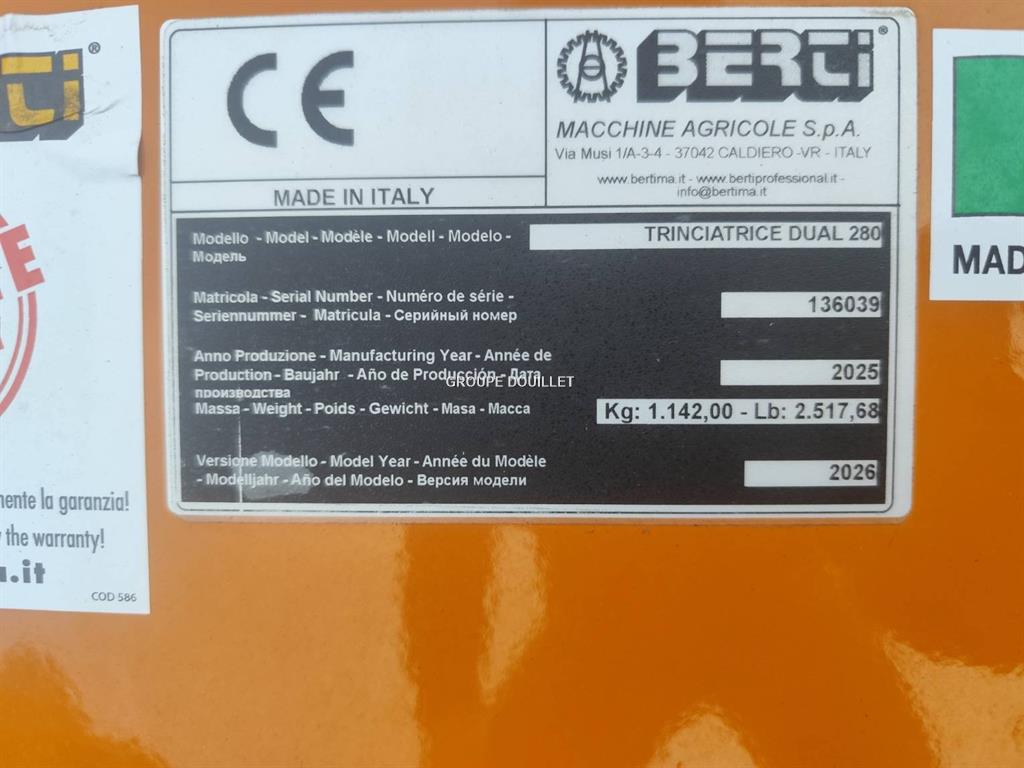 BERTI®
MACCHINE AGRICOLE S.p.A.
Via Musi 1/A-3-4 - 37042 CALDIERO -VR - ITALY
www.bertima.it - www.bertiprofessional.it -
info@bertima.it
CE
MADE IN ITALY
Modello - Model - Modèle - Modell - Modelo -
Модель
TRINCIATRICE DUAL 280
Matricola - Serial Number - Numéro de série -
Seriennummer - Matricula - Серийный номер
136039
Anno Produzione - Manufacturing Year - Année de
Production - Baujahr - Año de Producción - Дата
производства
2025
GROUPE DOUILLET
Massa - Weight - Poids - Gewicht - Masa - Масса
Kg: 1.142,00 - Lb: 2.517,68
Versione Modello - Model Year - Année du Modèle
- Modelljahr - Año del Modelo - Версия модели
2026
ti®
TE
mente la garanzia!
the warranty!
.it
COD 586
MAD